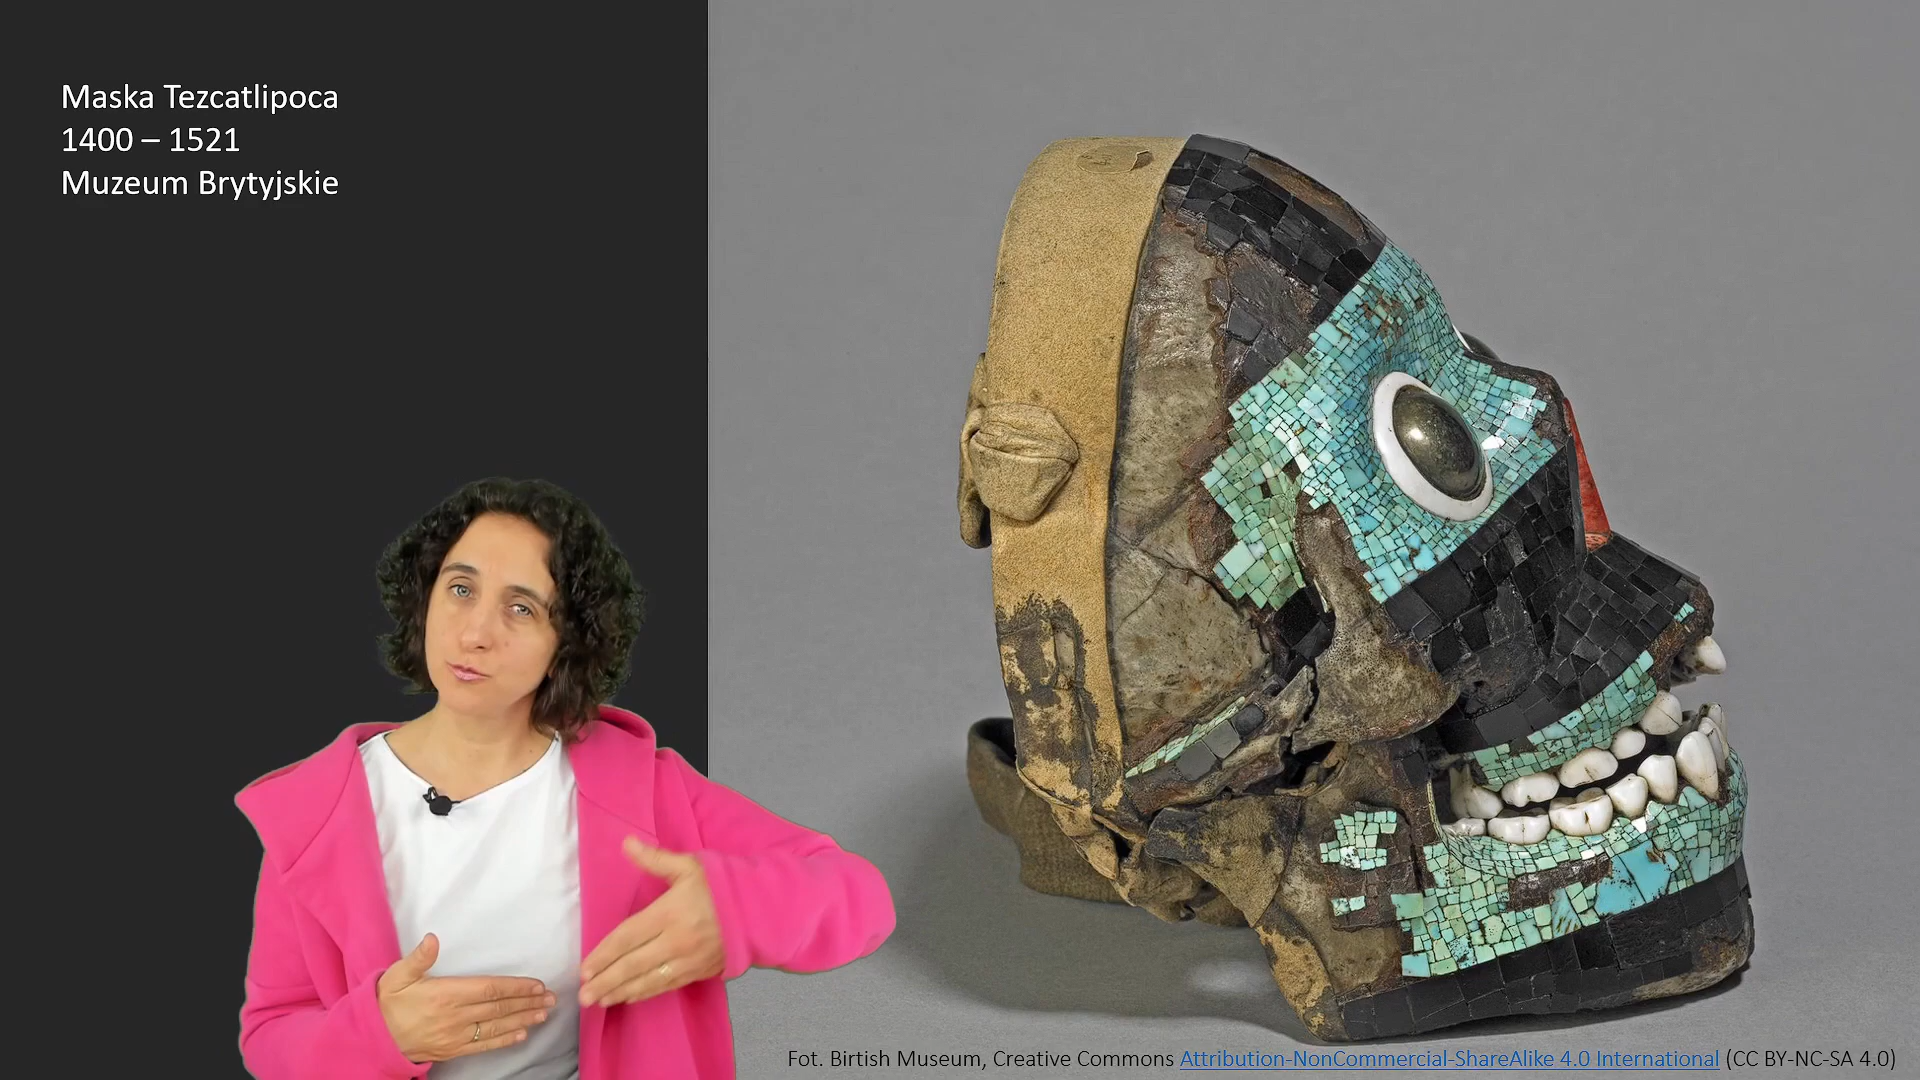 Maska Tezcatlipoca
1400 – 1521
Muzeum Brytyjskie
Fot. Birtish Museum, Creative Commons Attribution-NonCommercial-ShareAlike 4.0 International (CC BY-NC-SA 4.0)